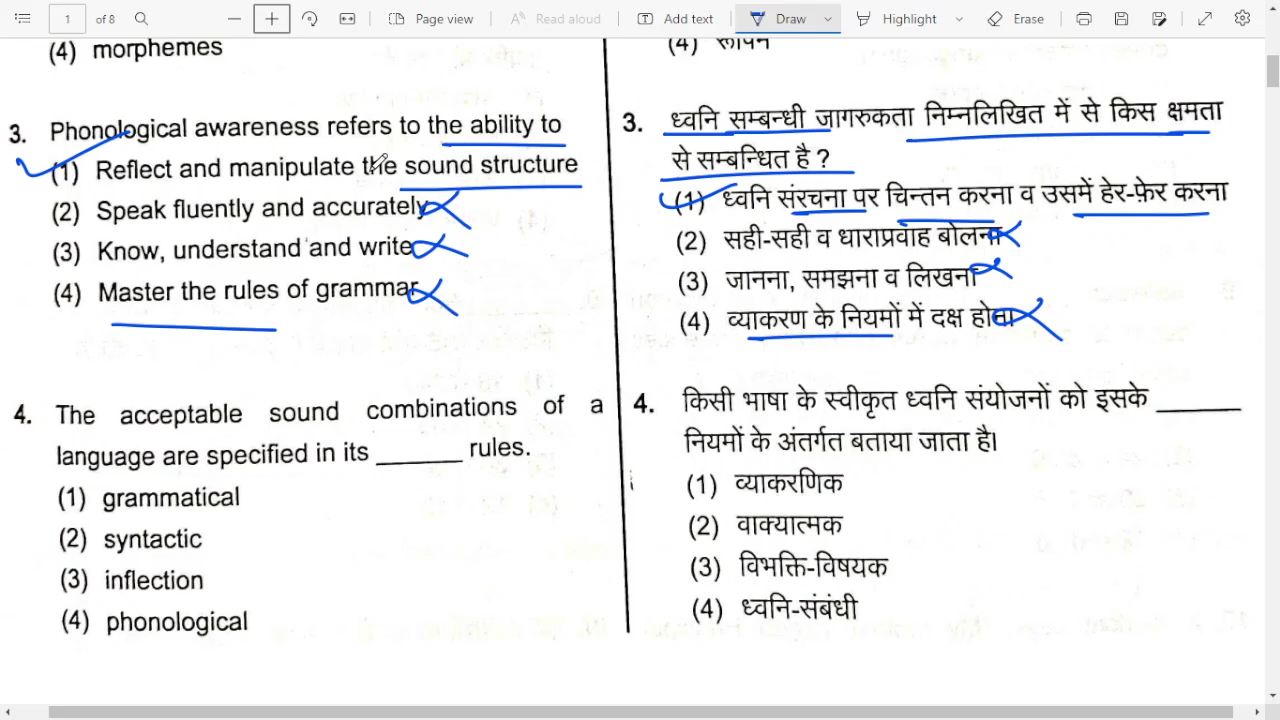 1 of 8 Page view Read aloud Add text Draw Highlight Erase
(4) morphemes
3. Phonological awareness refers to the ability to
(1) Reflect and manipulate the sound structure
(2) Speak fluently and accurately
(3) Know, understand and write
(4) Master the rules of grammar
4. The acceptable sound combinations of a
language are specified in its ______ rules.
(1) grammatical
(2) syntactic
(3) inflection
(4) phonological
(4) रूपिम
3. ध्वनि सम्बन्धी जागरुकता निम्नलिखित में से किस क्षमता
से सम्बन्धित है ?
(1) ध्वनि संरचना पर चिन्तन करना व उसमें हेर-फ़ेर करना
(2) सही-सही व धाराप्रवाह बोलना
(3) जानना, समझना व लिखना
(4) व्याकरण के नियमों में दक्ष होना
4. किसी भाषा के स्वीकृत ध्वनि संयोजनों को इसके ______
नियमों के अंतर्गत बताया जाता है।
(1) व्याकरणिक
(2) वाक्यात्मक
(3) विभक्ति-विषयक
(4) ध्वनि-संबंधी